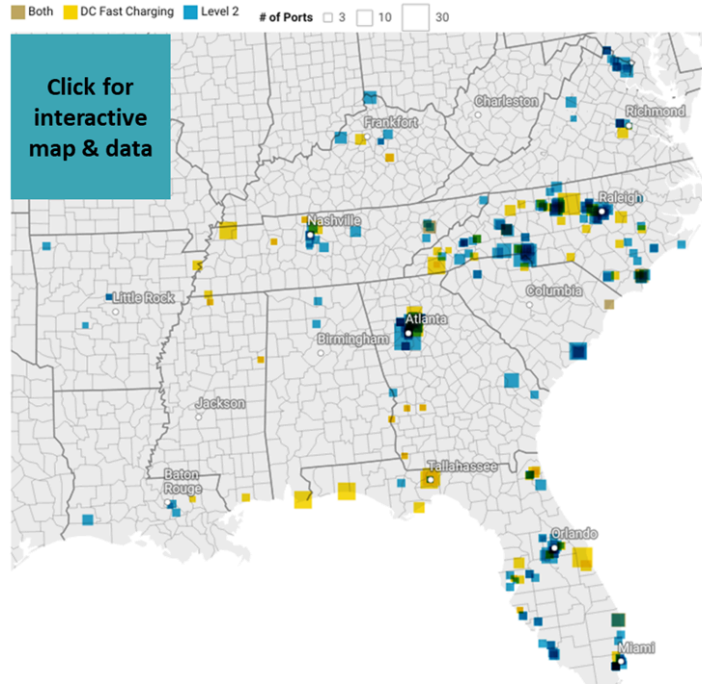 Both DC Fast Charging Level 2 # of Ports 3 10 30
Click for
interactive
map & data
Charleston
Frankfort
Richmond
Nashville
Raleigh
Little Rock
Columbia
Atlanta
Birmingham
Jackson
Tallahassee
Baton
Rouge
Orlando
Miami